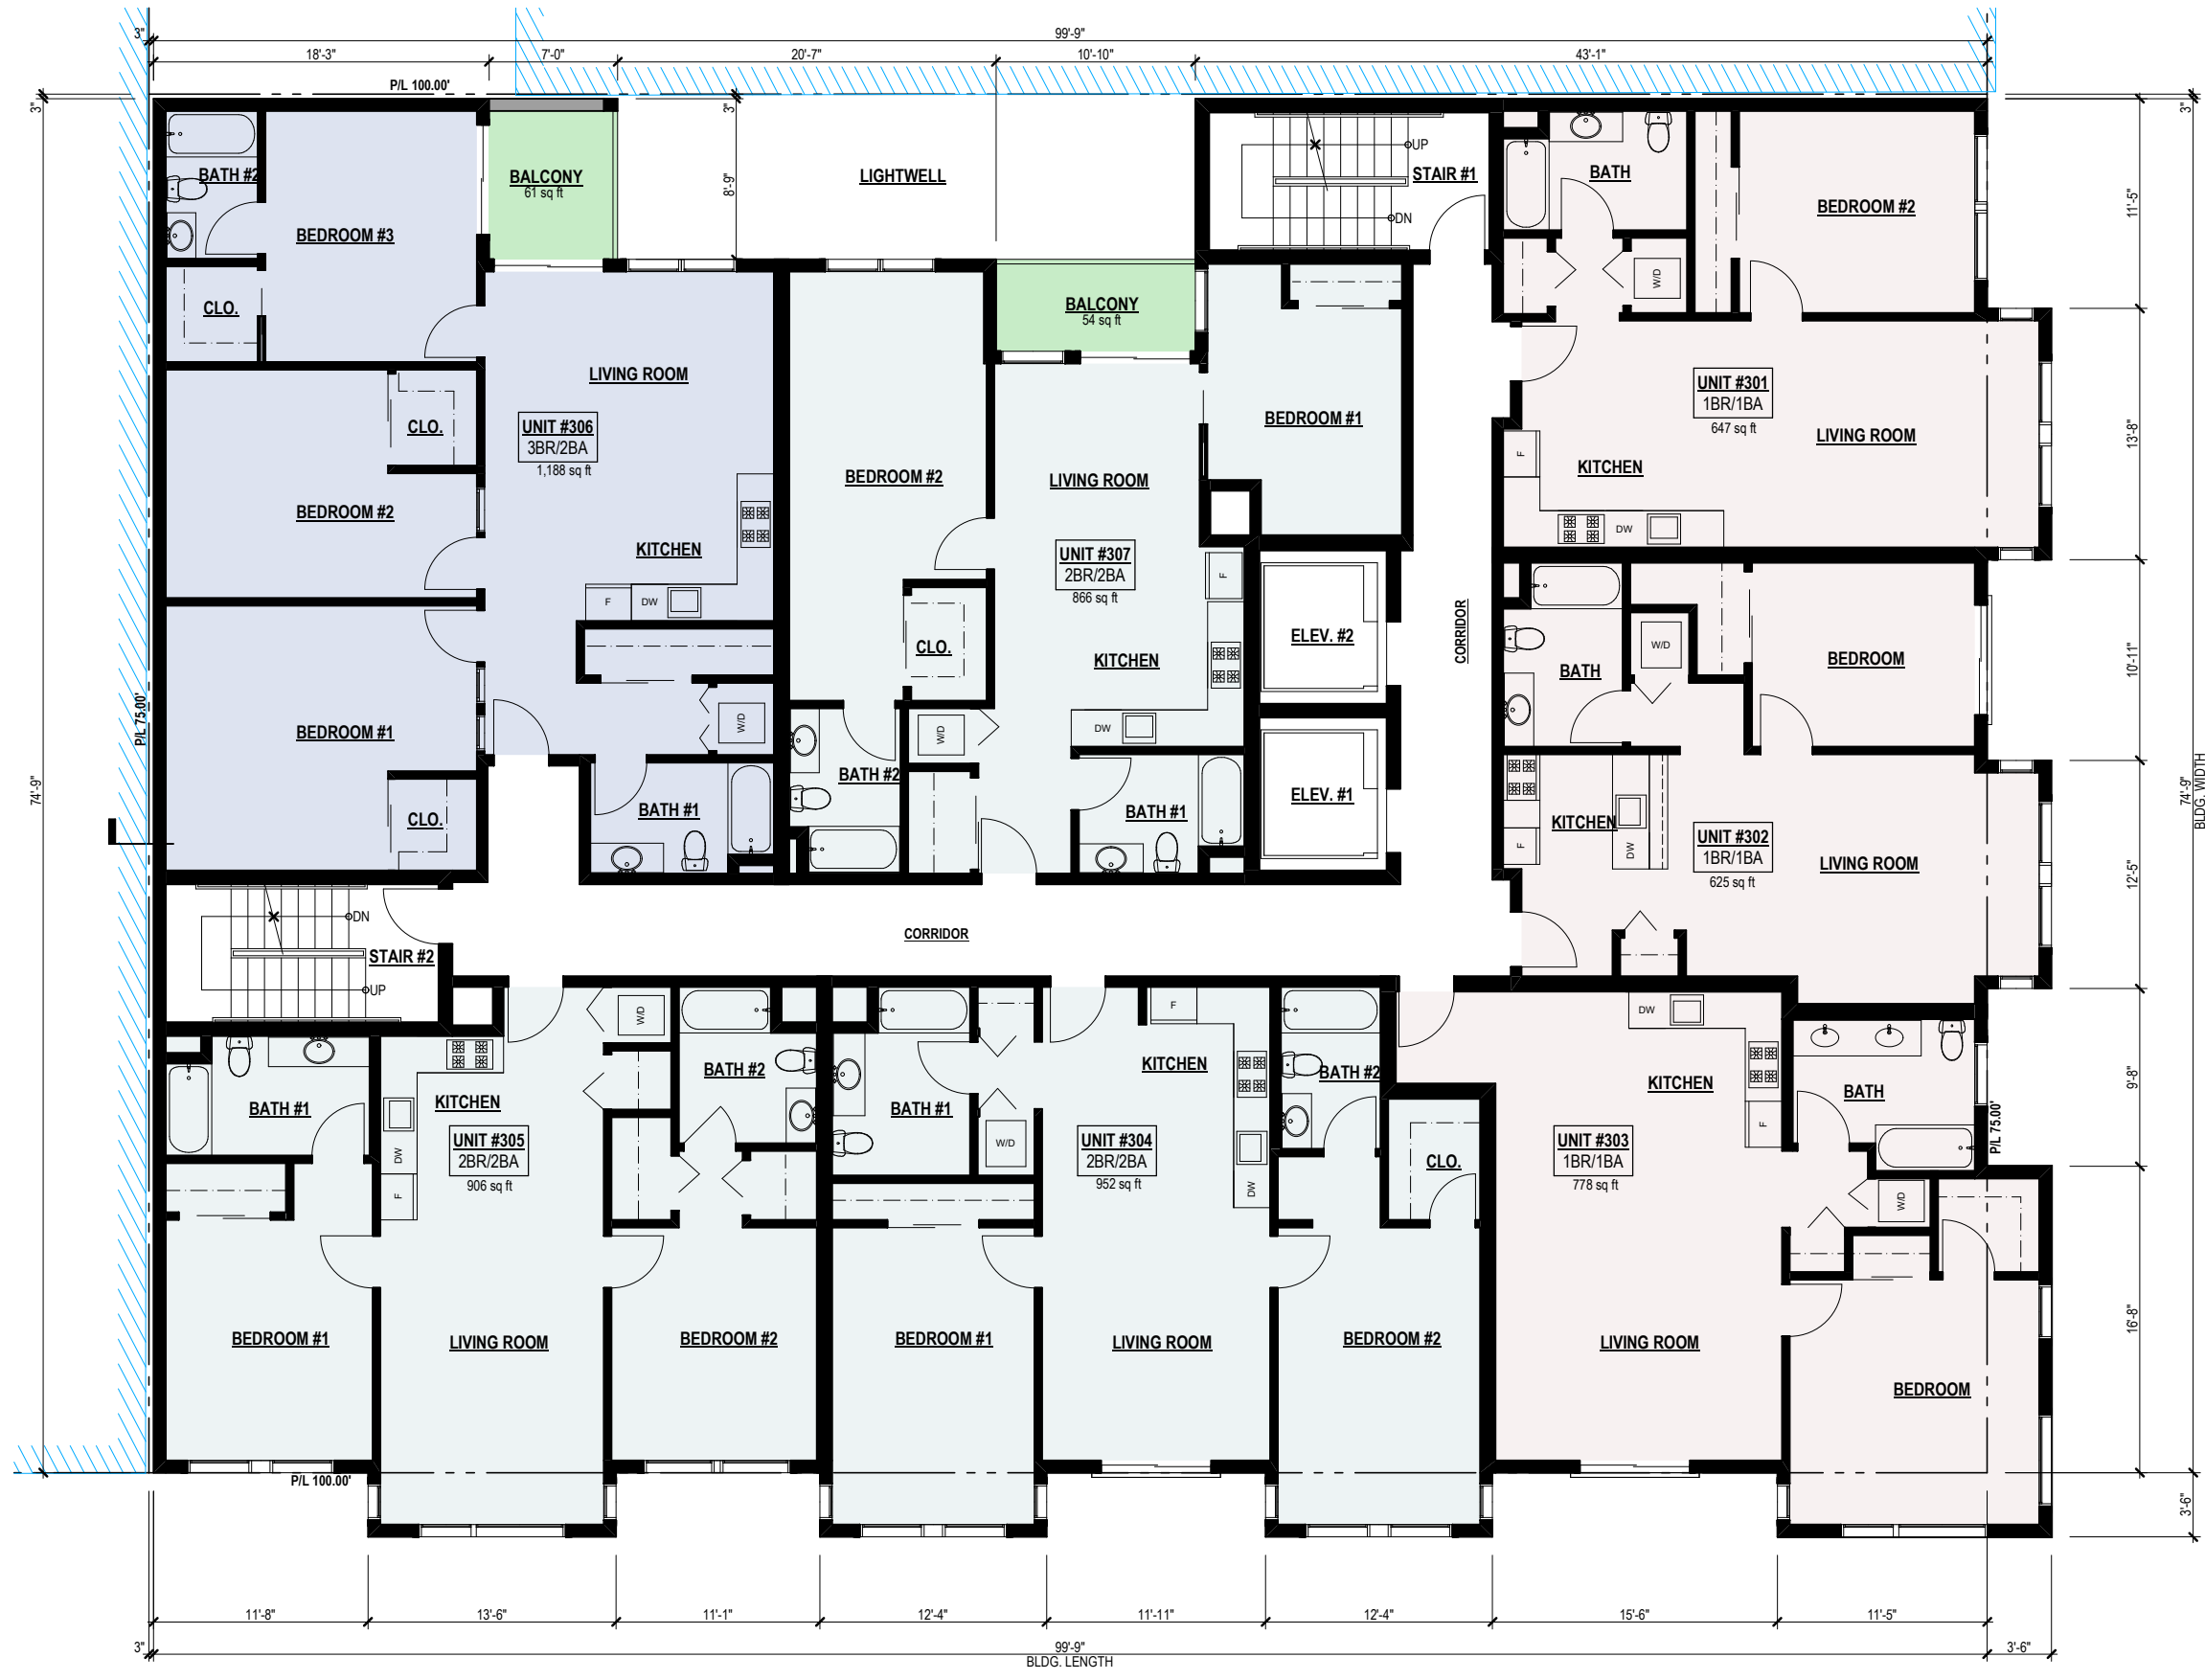 3"
99'-9"
18'-3"
7'-0"
20'-7"
10'-10"
43'-1"
P/L 100.00'
3"
3"
3"
BATH #2
BALCONY
61 sq ft
8'-9"
LIGHTWELL
UP
STAIR #1
DN
BATH
BEDROOM #2
11'-5"
BEDROOM #3
CLO.
W/D
BALCONY
54 sq ft
LIVING ROOM
UNIT #301
1BR/1BA
647 sq ft
LIVING ROOM
13'-8"
CLO.
UNIT #306
3BR/2BA
1,188 sq ft
BEDROOM #1
F
KITCHEN
BEDROOM #2
LIVING ROOM
BEDROOM #2
KITCHEN
DW
F
DW
UNIT #307
2BR/2BA
866 sq ft
F
ELEV. #2
CORRIDOR
CLO.
KITCHEN
W/D
BATH
BEDROOM
10'-11"
P/L 75.00'
BEDROOM #1
W/D
W/D
DW
74'-9"
BATH #2
ELEV. #1
74'-9"
BLDG. WIDTH
CLO.
BATH #1
BATH #1
KITCHEN
F
DW
UNIT #302
1BR/1BA
625 sq ft
LIVING ROOM
12'-5"
DN
STAIR #2
UP
CORRIDOR
W/D
F
DW
BATH #1
KITCHEN
BATH #2
KITCHEN
BATH #2
KITCHEN
BATH
9'-8"
P/L 75.00'
DW
F
UNIT #305
2BR/2BA
906 sq ft
BATH #1
W/D
UNIT #304
2BR/2BA
952 sq ft
DW
CLO.
UNIT #303
1BR/1BA
778 sq ft
F
W/D
BEDROOM #1
LIVING ROOM
BEDROOM #2
BEDROOM #1
LIVING ROOM
BEDROOM #2
LIVING ROOM
BEDROOM
16'-8"
P/L 100.00'
3'-6"
11'-8"
13'-6"
11'-1"
12'-4"
11'-11"
12'-4"
15'-6"
11'-5"
3"
99'-9"
BLDG. LENGTH
3'-6"